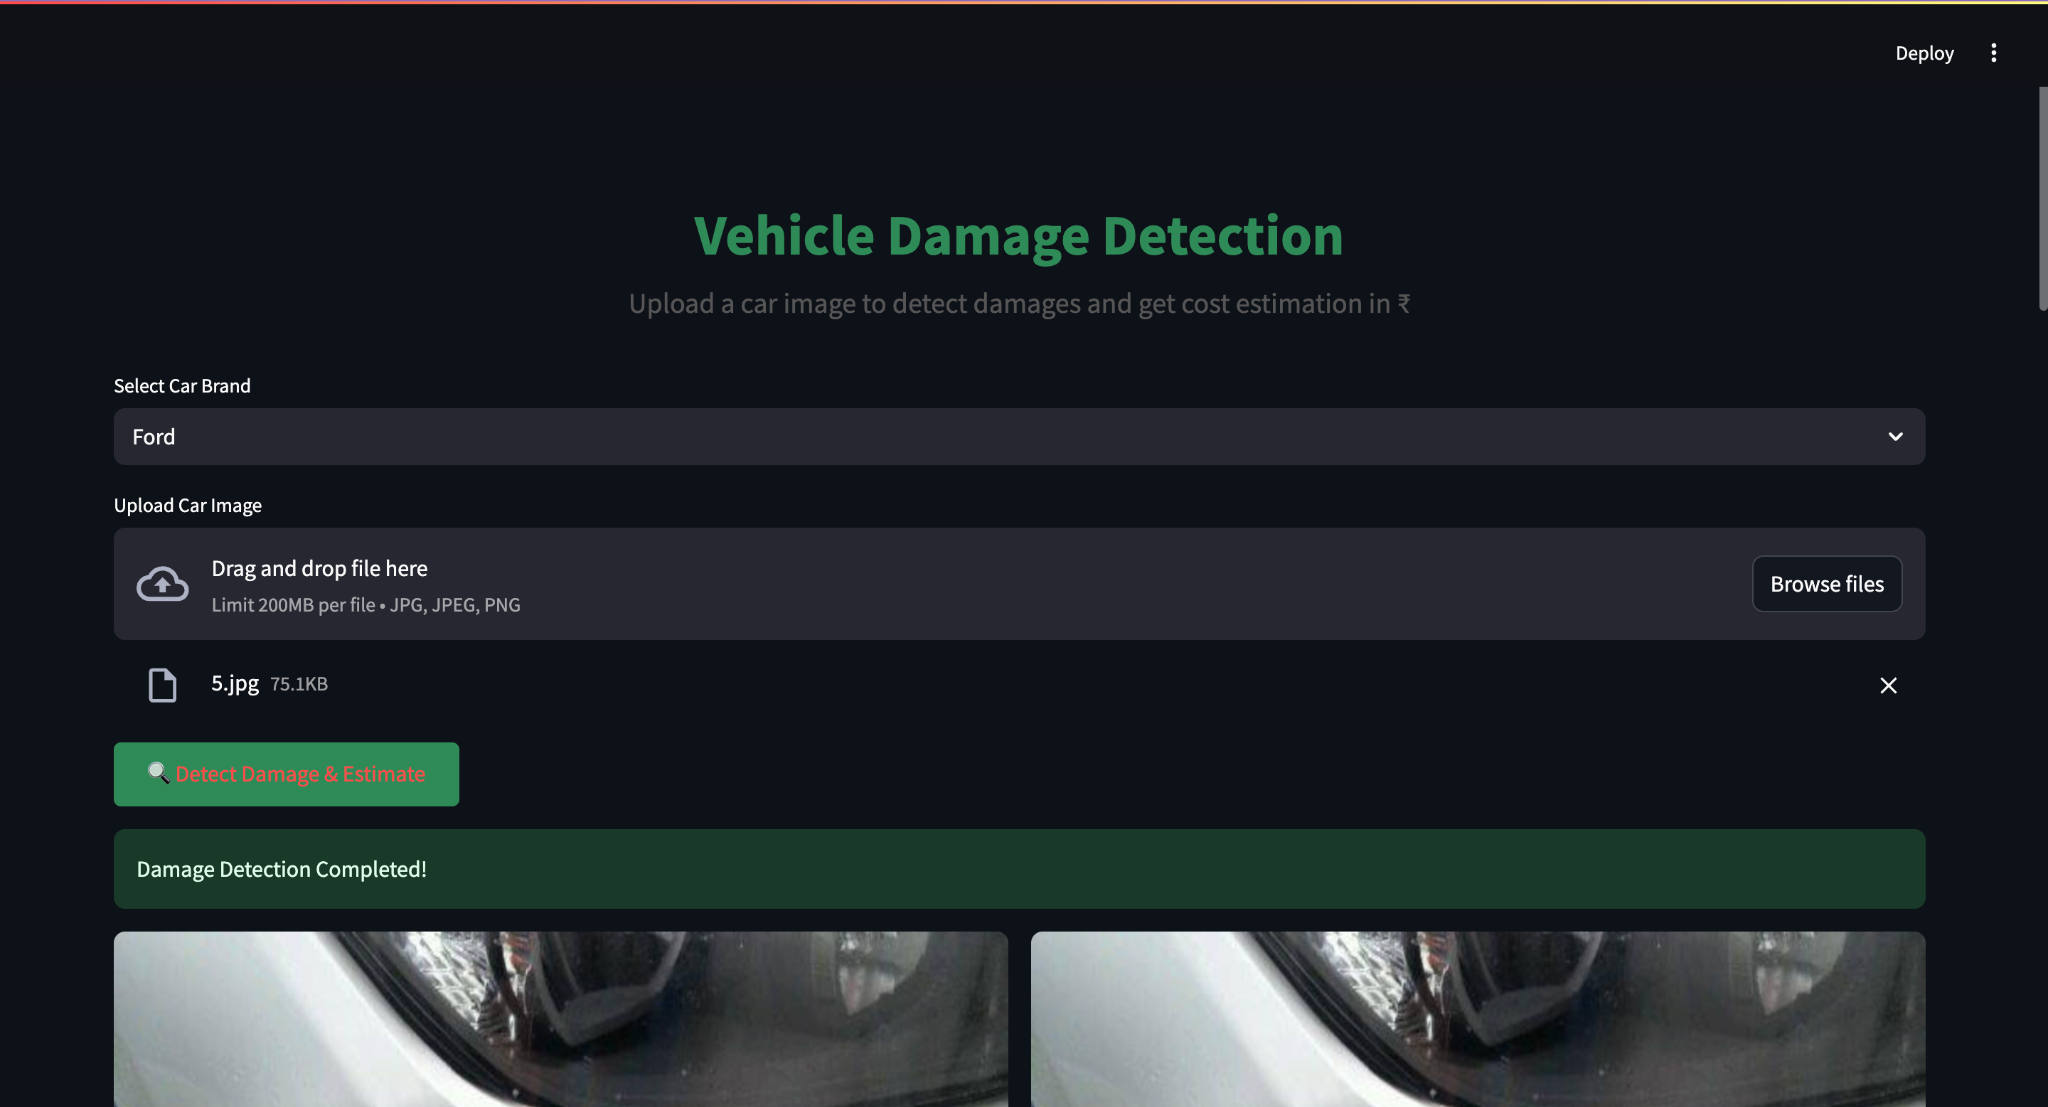 Deploy
Vehicle Damage Detection
Upload a car image to detect damages and get cost estimation in ₹
Select Car Brand
Ford
Upload Car Image
Drag and drop file here
Limit 200MB per file • JPG, JPEG, PNG
Browse files
5.jpg 75.1KB
🔍 Detect Damage & Estimate
Damage Detection Completed!